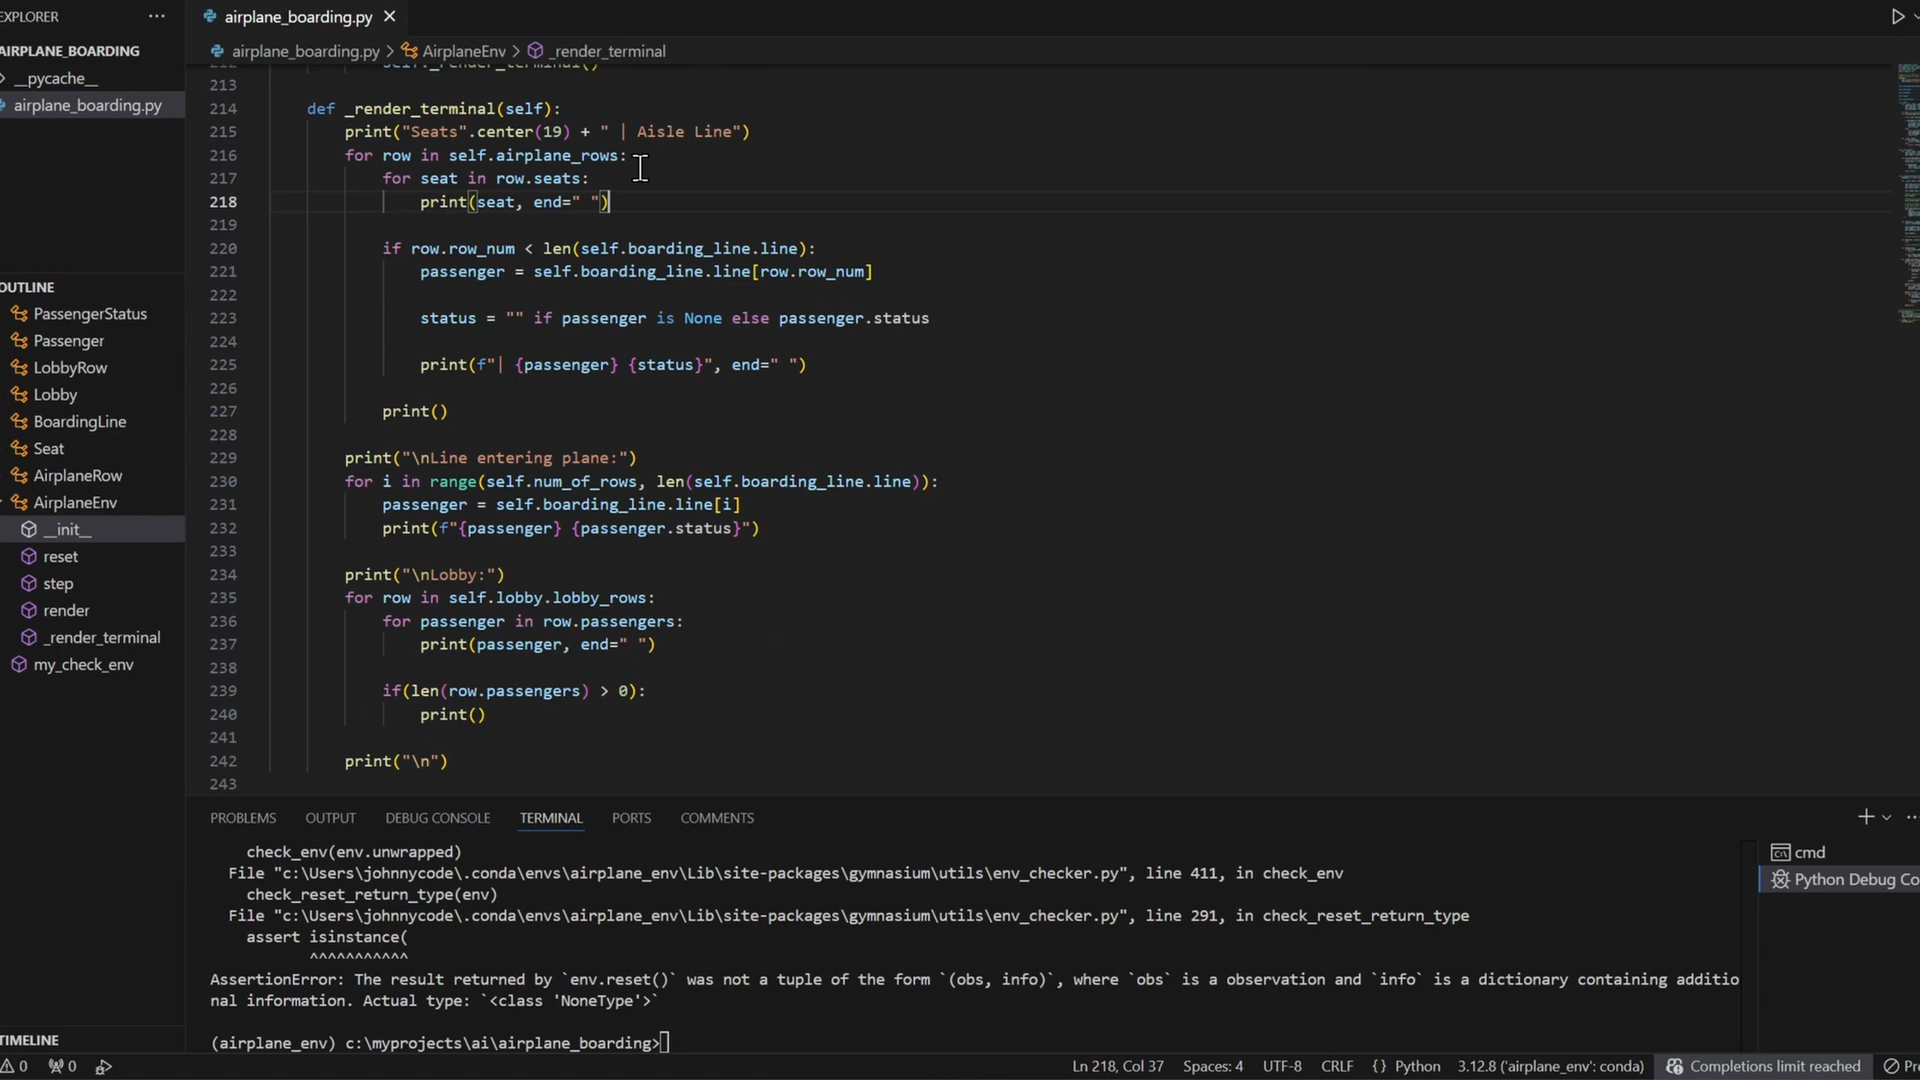 EXPLORER
airplane_boarding.py
AIRPLANE_BOARDING
__pycache__
airplane_boarding.py
airplane_boarding.py > AirplaneEnv > _render_terminal
213
214 def _render_terminal(self):
215 print("Seats".center(19) + " | Aisle Line")
216 for row in self.airplane_rows:
217 for seat in row.seats:
218 print(seat, end=" ")
219
220 if row.row_num < len(self.boarding_line.line):
221 passenger = self.boarding_line.line[row.row_num]
222
223 status = "" if passenger is None else passenger.status
224
225 print(f"| {passenger} {status}", end=" ")
226
227 print()
228
229 print("\nLine entering plane:")
230 for i in range(self.num_of_rows, len(self.boarding_line.line)):
231 passenger = self.boarding_line.line[i]
232 print(f"{passenger} {passenger.status}")
233
234 print("\nLobby:")
235 for row in self.lobby.lobby_rows:
236 for passenger in row.passengers:
237 print(passenger, end=" ")
238
239 if(len(row.passengers) > 0):
240 print()
241
242 print("\n")
243
OUTLINE
PassengerStatus
Passenger
LobbyRow
Lobby
BoardingLine
Seat
AirplaneRow
AirplaneEnv
__init__
reset
step
render
_render_terminal
my_check_env
TIMELINE
PROBLEMS OUTPUT DEBUG CONSOLE TERMINAL PORTS COMMENTS
check_env(env.unwrapped)
File "c:\Users\johnnycode\.conda\envs\airplane_env\Lib\site-packages\gymnasium\utils\env_checker.py", line 411, in check_env
check_reset_return_type(env)
File "c:\Users\johnnycode\.conda\envs\airplane_env\Lib\site-packages\gymnasium\utils\env_checker.py", line 291, in check_reset_return_type
assert isinstance(
^^^^^^^^^^^
AssertionError: The result returned by `env.reset()` was not a tuple of the form `(obs, info)`, where `obs` is a observation and `info` is a dictionary containing additio
nal information. Actual type: `<class 'NoneType'>`
(airplane_env) c:\myprojects\ai\airplane_boarding>
cmd
Python Debug Co
0 0 Ln 218, Col 37 Spaces: 4 UTF-8 CRLF {} Python 3.12.8 ('airplane_env': conda) Completions limit reached